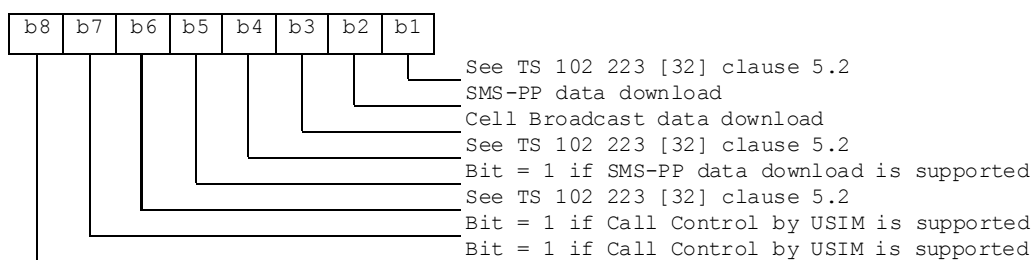 b8 b7 b6 b5 b4 b3 b2 b1
See TS 102 223 [32] clause 5.2
SMS-PP data download
Cell Broadcast data download
See TS 102 223 [32] clause 5.2
Bit = 1 if SMS-PP data download is supported
See TS 102 223 [32] clause 5.2
Bit = 1 if Call Control by USIM is supported
Bit = 1 if Call Control by USIM is supported